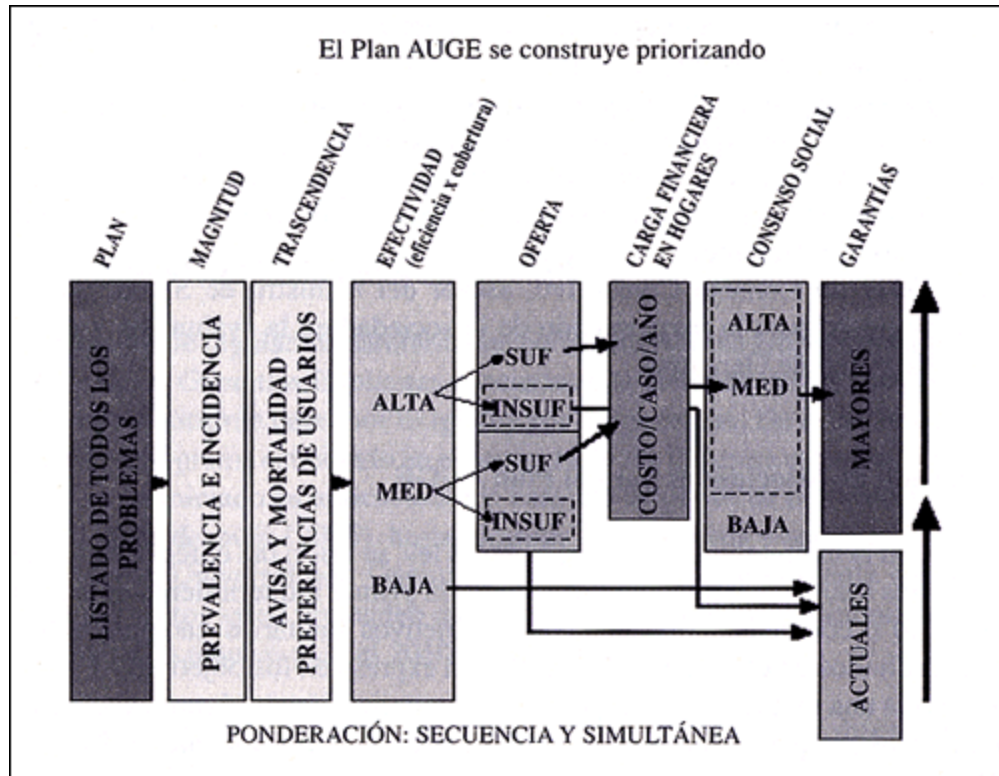 El Plan AUGE se construye priorizando
PLAN
MAGNITUD
TRASCENDENCIA
EFECTIVIDAD
(eficiencia x cobertura)
OFERTA
CARGA FINANCIERA
EN HOGARES
CONSENSO SOCIAL
GARANTÍAS
LISTADO DE TODOS LOS
PROBLEMAS
PREVALENCIA E INCIDENCIA
AVISA Y MORTALIDAD
PREFERENCIAS DE USUARIOS
ALTA
MED
BAJA
SUF
INSUF
SUF
INSUF
COSTO/CASO/AÑO
ALTA
MED
BAJA
MAYORES
ACTUALES
PONDERACIÓN: SECUENCIA Y SIMULTÁNEA